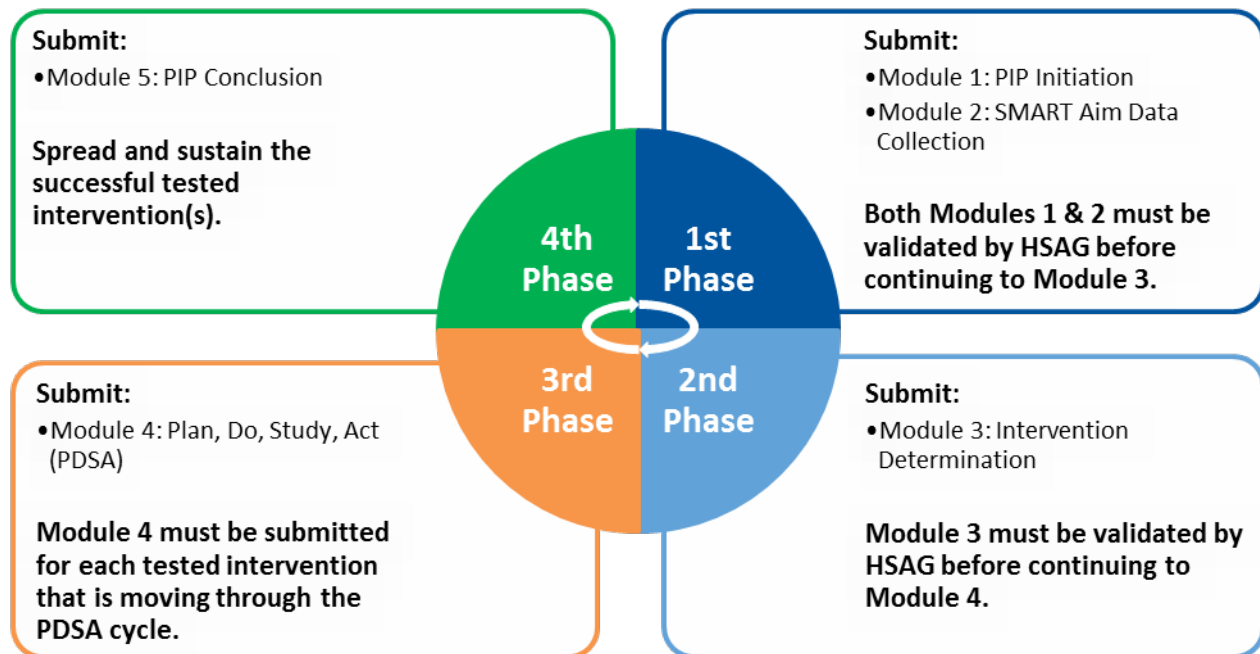 Submit:
•Module 5: PIP Conclusion
Spread and sustain the
successful tested
intervention(s).
Submit:
•Module 1: PIP Initiation
•Module 2: SMART Aim Data
Collection
Both Modules 1 & 2 must be
validated by HSAG before
continuing to Module 3.
4th
Phase
1st
Phase
3rd
Phase
2nd
Phase
Submit:
•Module 4: Plan, Do, Study, Act
(PDSA)
Module 4 must be submitted
for each tested intervention
that is moving through the
PDSA cycle.
Submit:
•Module 3: Intervention
Determination
Module 3 must be validated by
HSAG before continuing to
Module 4.